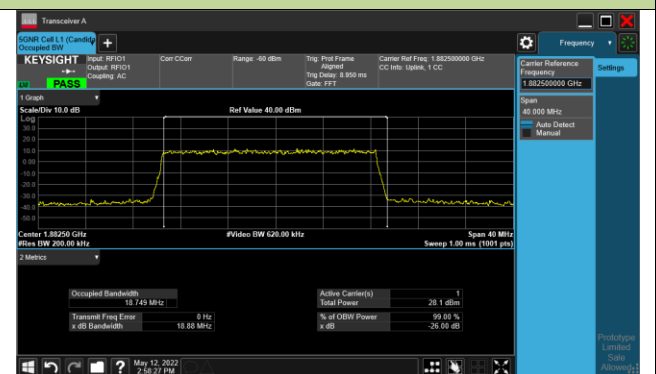 Transceiver A
5GNR Cell L1 (Candida
Occupied BW
Frequency
KEYSIGHT
PASS
Input: RFIO1
Output: RFIO1
Coupling: AC
Corr CCorr
Range: -60 dBm
Trig: Prot Frame
Aligned
Trig Delay: 8.950 ms
Gate: FFT
Carrier Ref Freq: 1.882500000 GHz
CC Info: Uplink, 1 CC
Carrier Reference
Frequency
1.882500000 GHz
Settings
Span
40.000 MHz
Auto Detect
Manual
1 Graph
Scale/Div 10.0 dB
Ref Value 40.00 dBm
Log
30.0
20.0
10.0
0.00
-10.0
-20.0
-30.0
-40.0
-50.0
Center 1.88250 GHz
#Video BW 620.00 kHz
Span 40 MHz
#Res BW 200.00 kHz
Sweep 1.00 ms (1001 pts)
2 Metrics
Occupied Bandwidth
18.749 MHz
Active Carrier(s) 1
Total Power 28.1 dBm
Transmit Freq Error 0 Hz
x dB Bandwidth 18.88 MHz
% of OBW Power 99.00 %
x dB -26.00 dB
Prototype
Limited
Sale
Allowed
?
May 12, 2022
2:58:27 PM